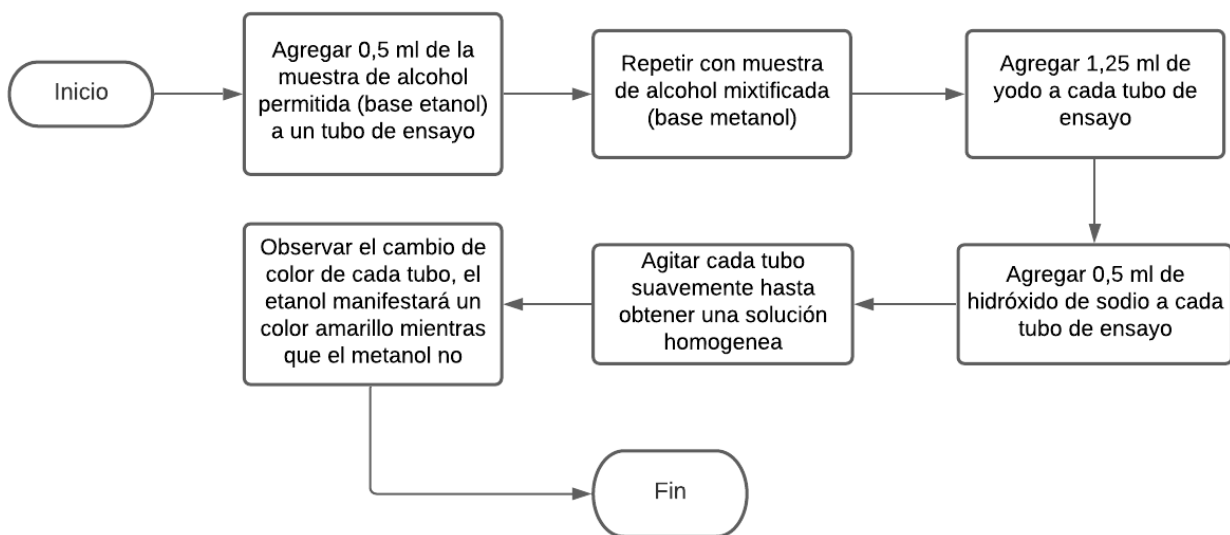 Inicio
Agregar 0,5 ml de la
muestra de alcohol
permitida (base etanol)
a un tubo de ensayo
Repetir con muestra
de alcohol mixtificada
(base metanol)
Agregar 1,25 ml de
yodo a cada tubo de
ensayo
Agregar 0,5 ml de
hidróxido de sodio a cada
tubo de ensayo
Agitar cada tubo
suavemente hasta
obtener una solución
homogenea
Observar el cambio de
color de cada tubo, el
etanol manifestará un
color amarillo mientras
que el metanol no
Fin